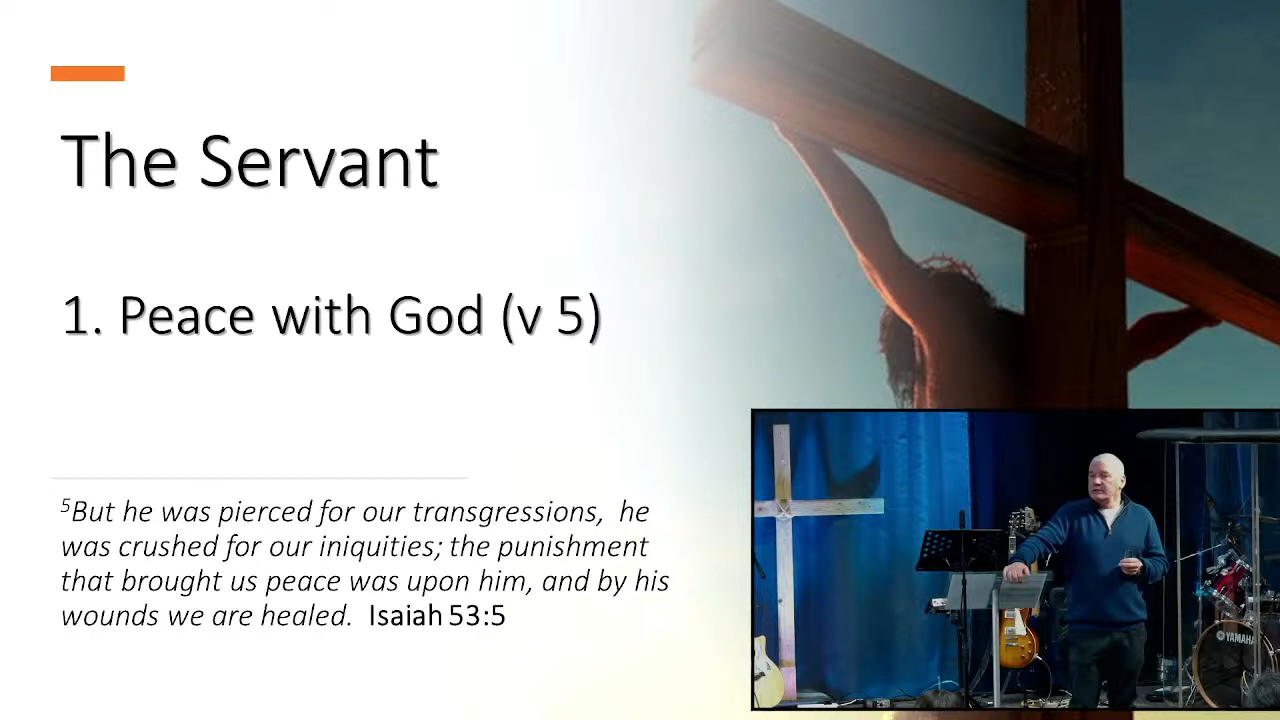 The Servant
1. Peace with God (v 5)
⁵But he was pierced for our transgressions, he
was crushed for our iniquities; the punishment
that brought us peace was upon him, and by his
wounds we are healed. Isaiah 53:5
YAMAHA